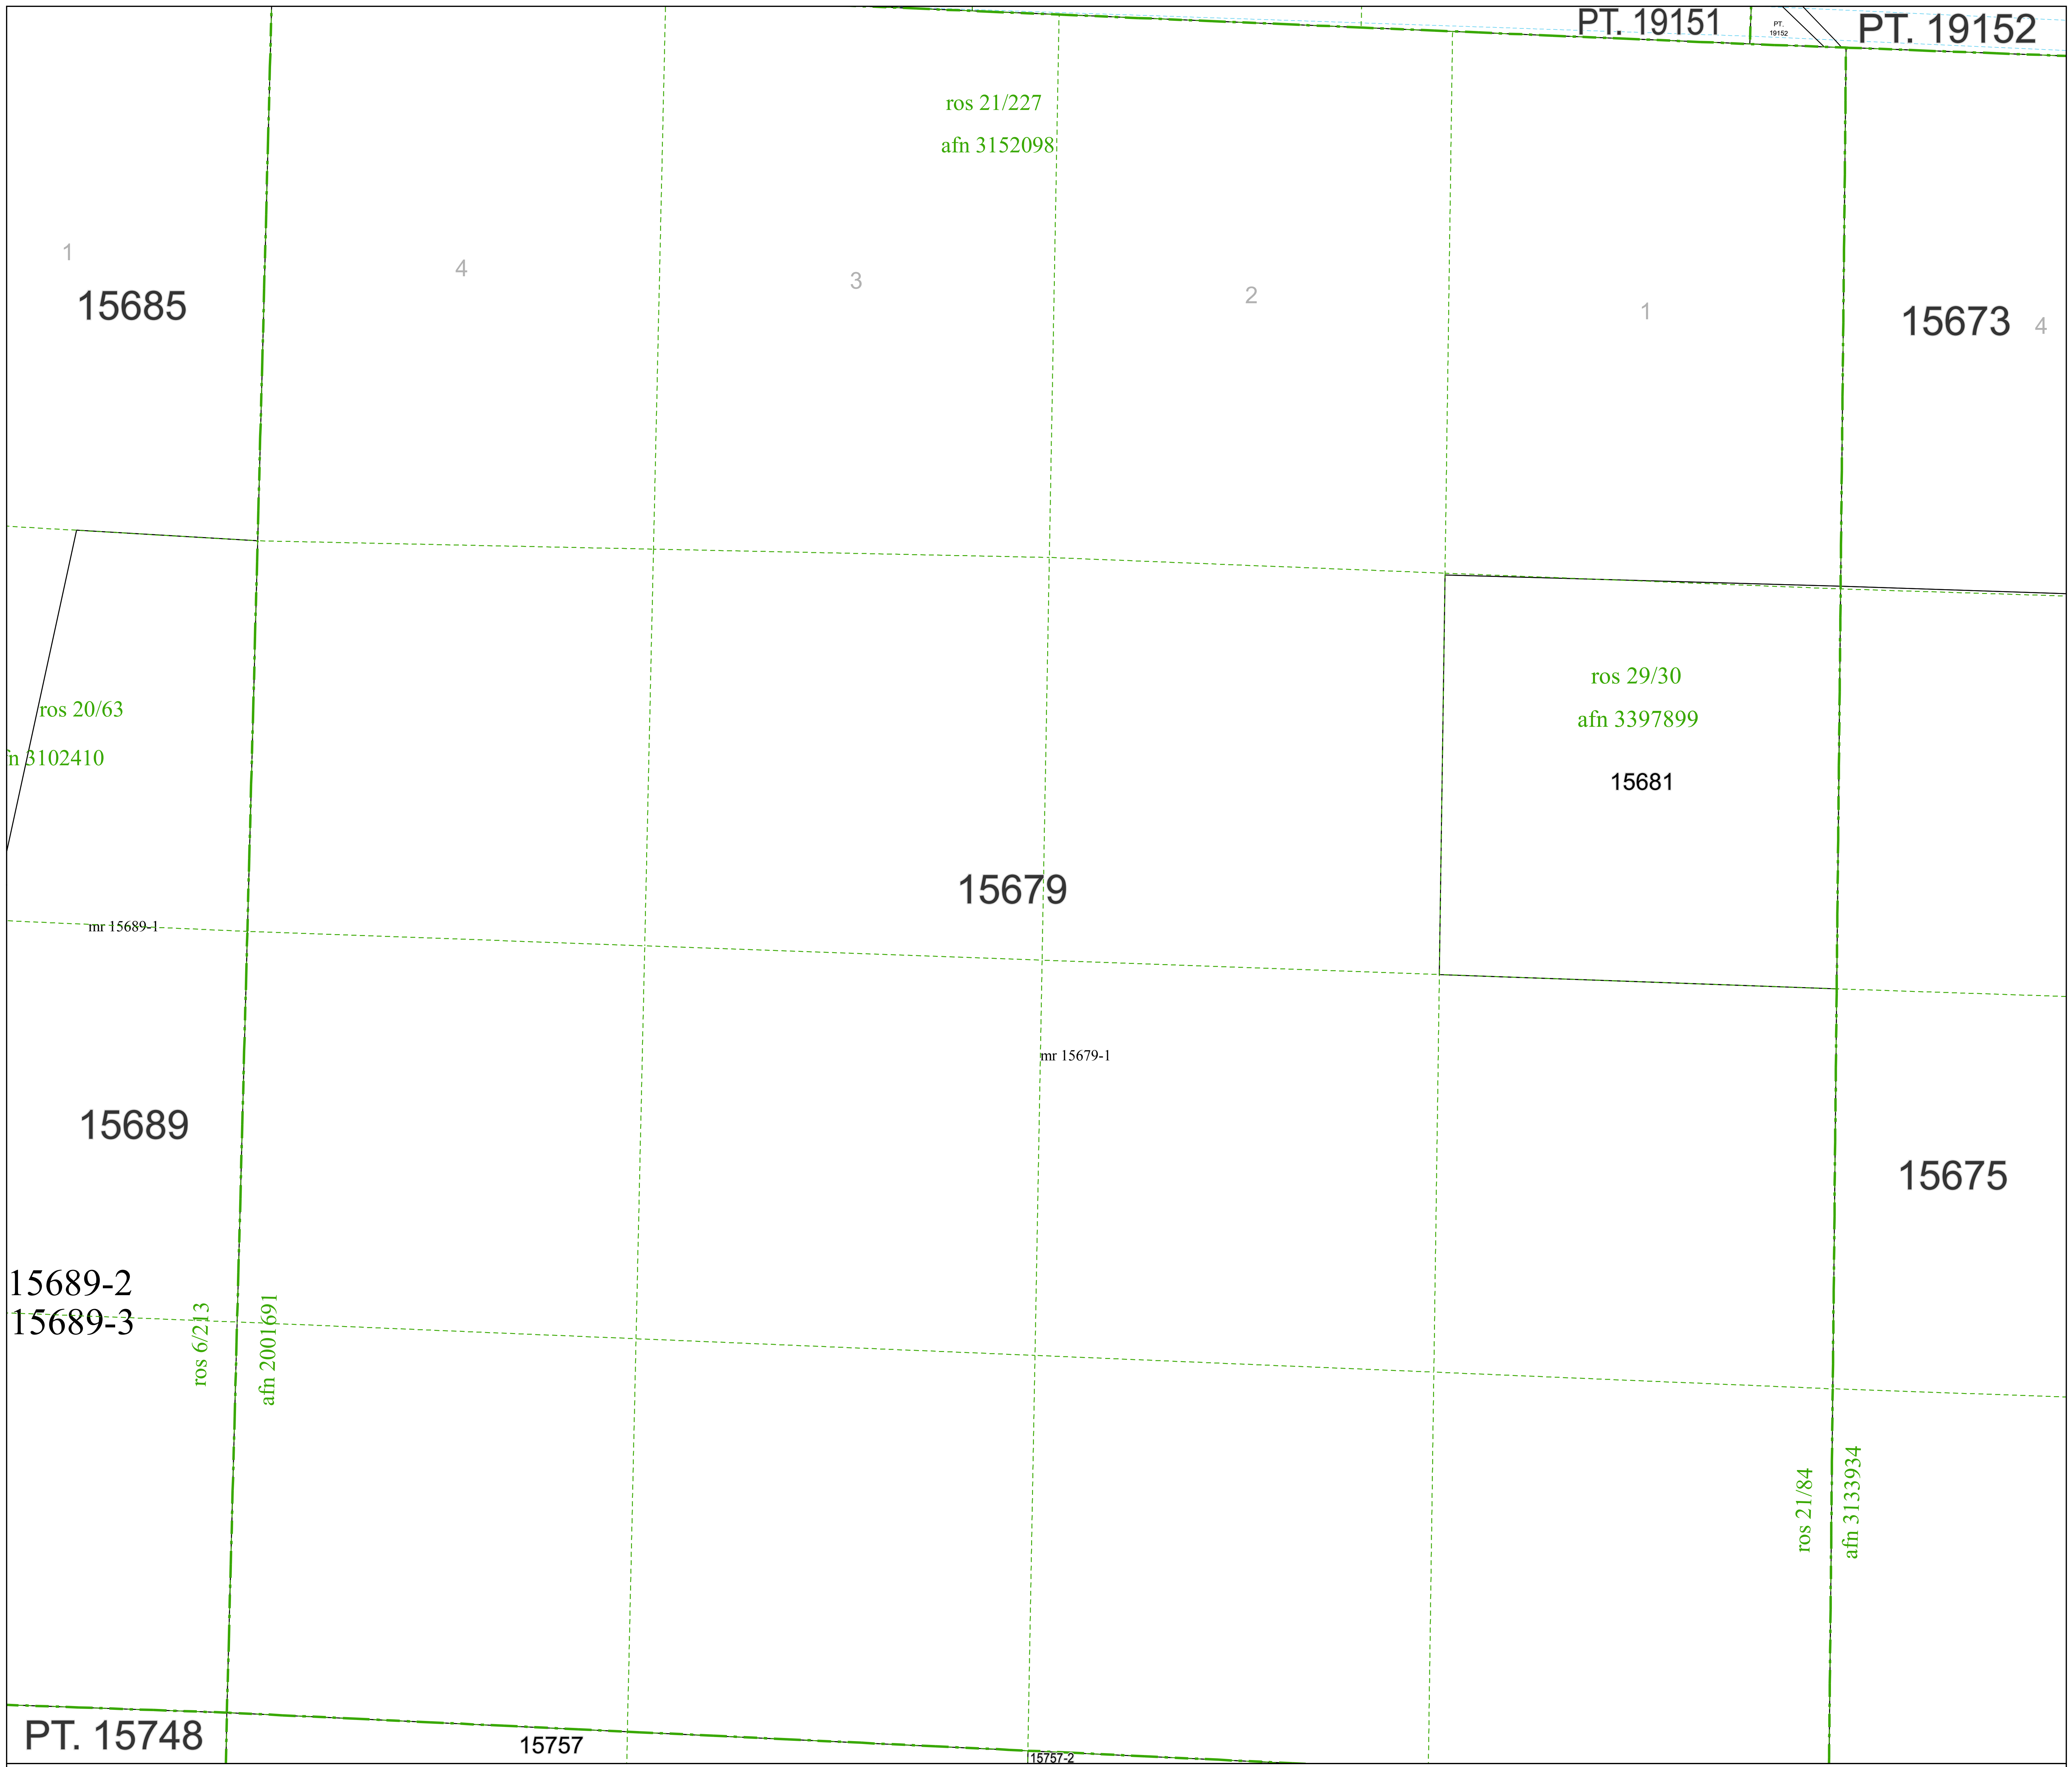 PT. 19151
PT.
19152
PT. 19152
ros 21/227
afn 3152098
1
4
3
2
1
15685
15673
4
ros 29/30
afn 3397899
15681
ros 20/63
fn 3102410
15679
mr 15689-1
mr 15679-1
15689
15675
15689-2
15689-3
ros 6/213
afn 2001691
ros 21/84
afn 3133934
PT. 15748
15757
15757-2